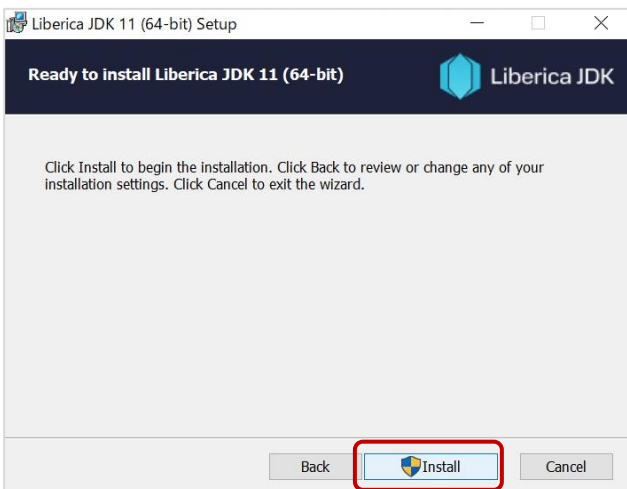 Liberica JDK 11 (64-bit) Setup
Ready to install Liberica JDK 11 (64-bit)
Liberica JDK
Click Install to begin the installation. Click Back to review or change any of your
installation settings. Click Cancel to exit the wizard.
Back
Install
Cancel